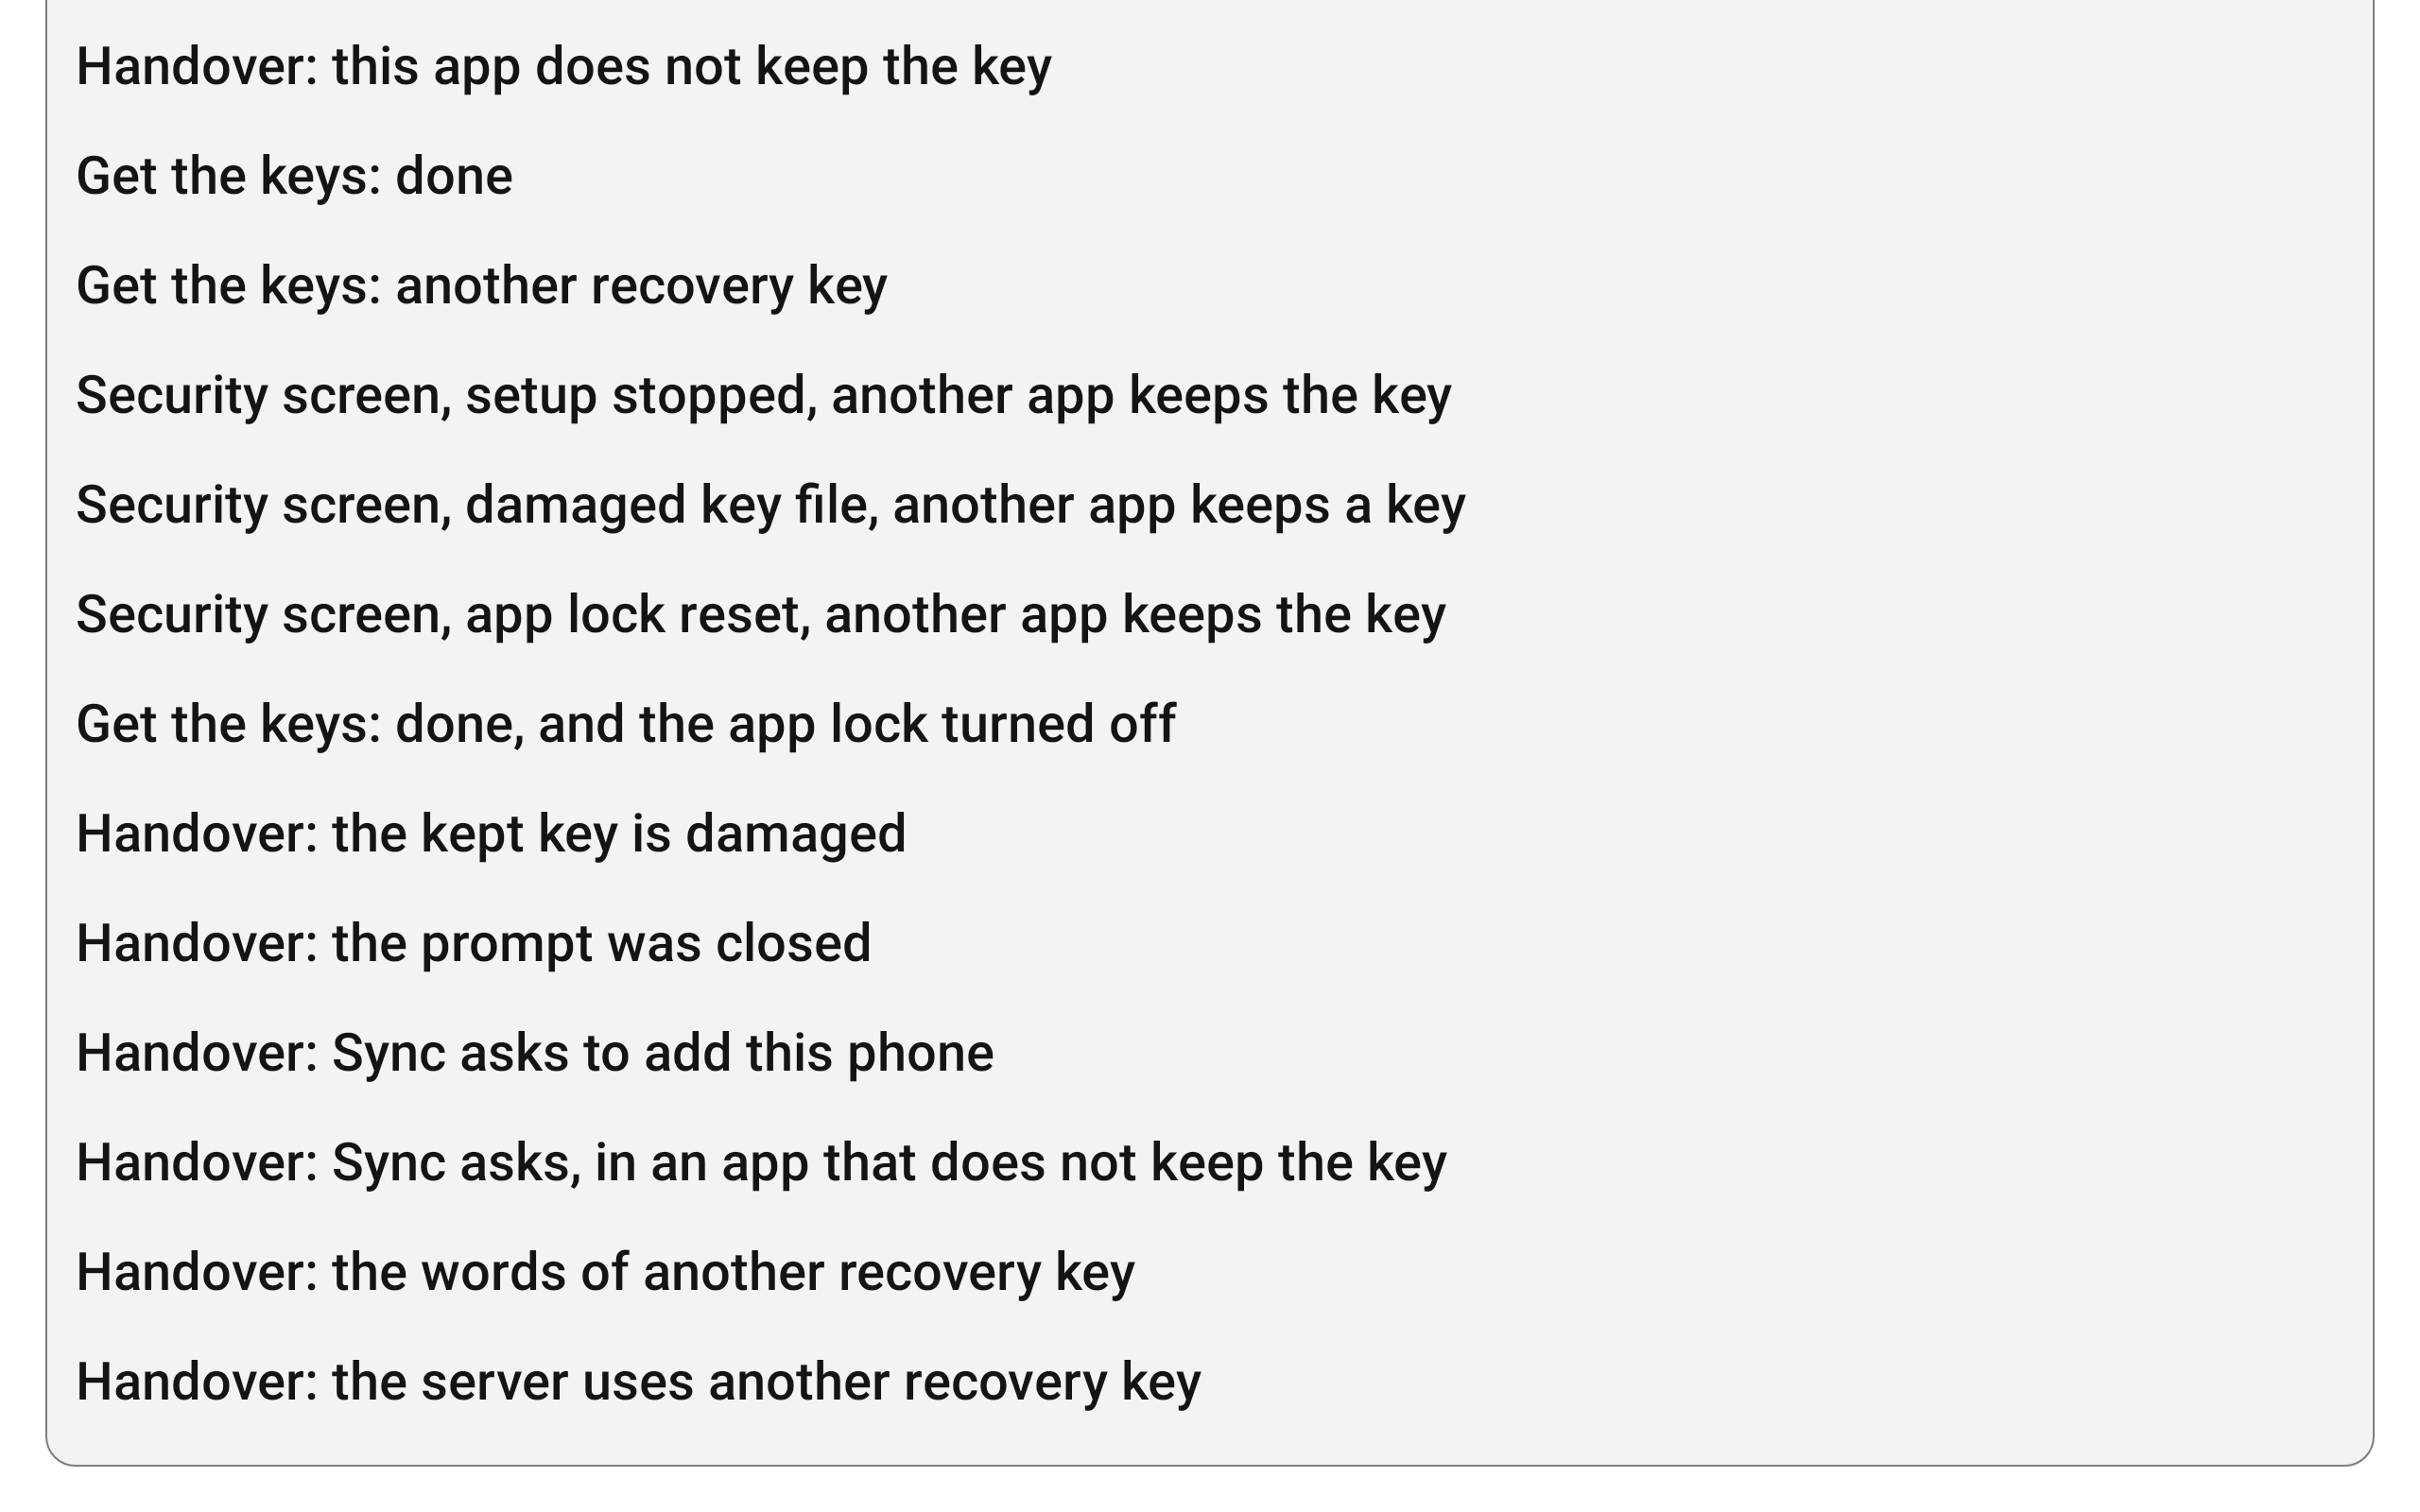 Handover: this app does not keep the key
Get the keys: done
Get the keys: another recovery key
Security screen, setup stopped, another app keeps the key
Security screen, damaged key file, another app keeps a key
Security screen, app lock reset, another app keeps the key
Get the keys: done, and the app lock turned off
Handover: the kept key is damaged
Handover: the prompt was closed
Handover: Sync asks to add this phone
Handover: Sync asks, in an app that does not keep the key
Handover: the words of another recovery key
Handover: the server uses another recovery key